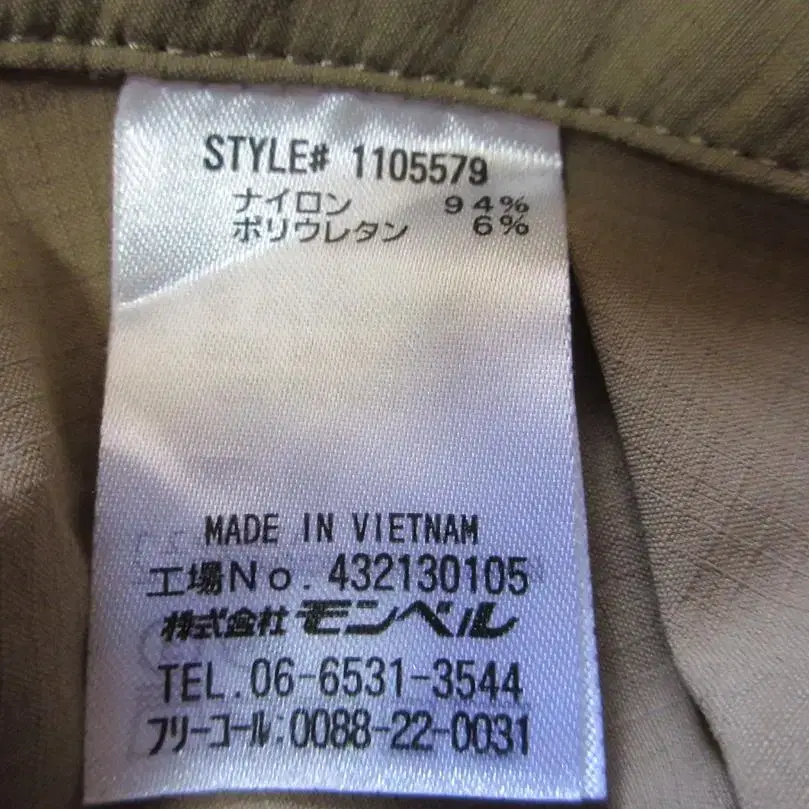 STYLE# 1105579
ナイロン 94%
ポリウレタン 6%
MADE IN VIETNAM
工場No. 432130105
株式会社モンベル
TEL.06-6531-3544
フリーコール:0088-22-0031